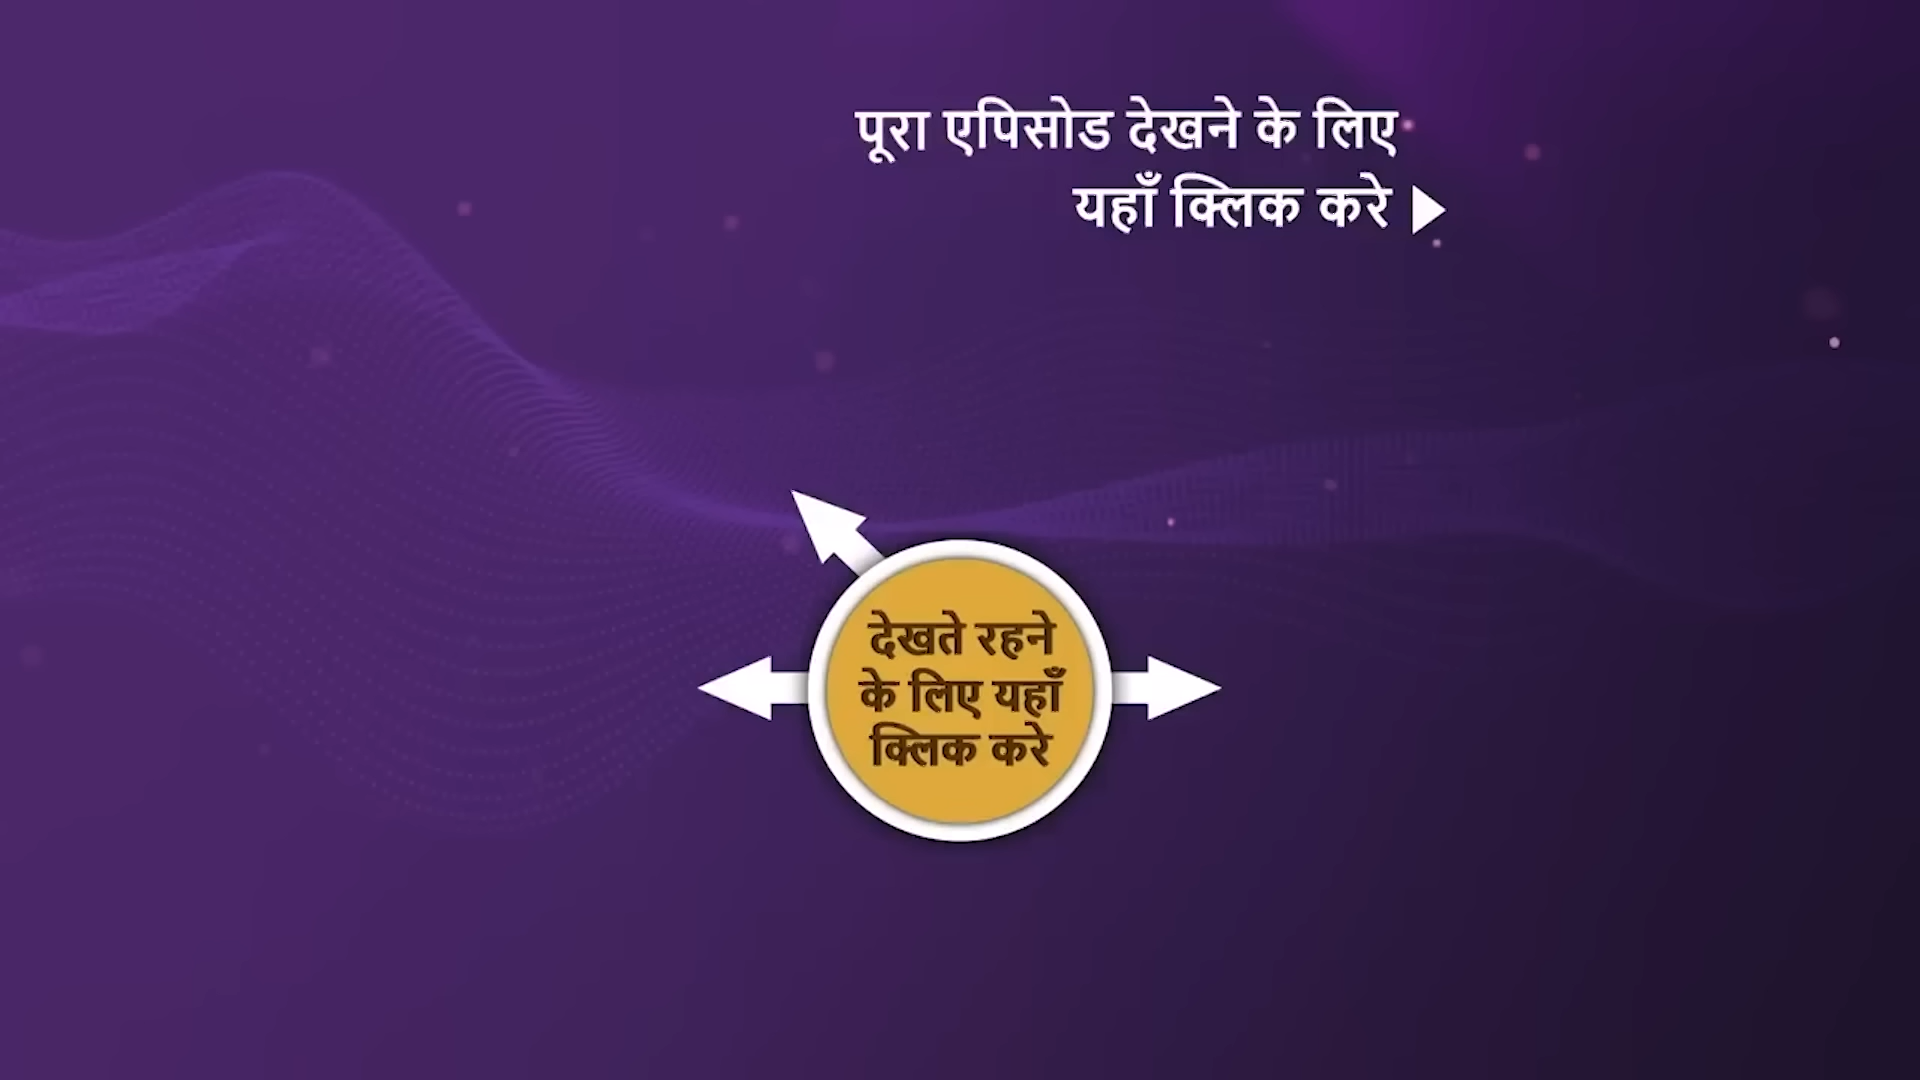 पूरा एपिसोड देखने के लिए
यहाँ क्लिक करे
देखते रहने
के लिए यहाँ
क्लिक करे